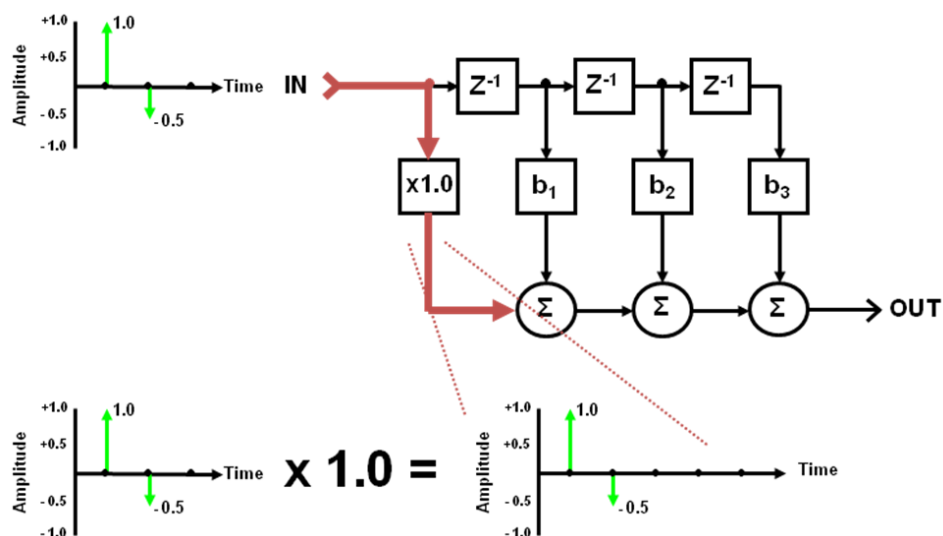 +1.0
1.0
+0.5
Amplitude
Time
- 0.5
- 0.5
- 1.0
IN
Z⁻¹
Z⁻¹
Z⁻¹
x1.0
b₁
b₂
b₃
Σ
Σ
Σ
OUT
+1.0
1.0
+0.5
Amplitude
Time
- 0.5
- 0.5
- 1.0
x 1.0 =
+1.0
1.0
+0.5
Amplitude
Time
- 0.5
- 0.5
- 1.0